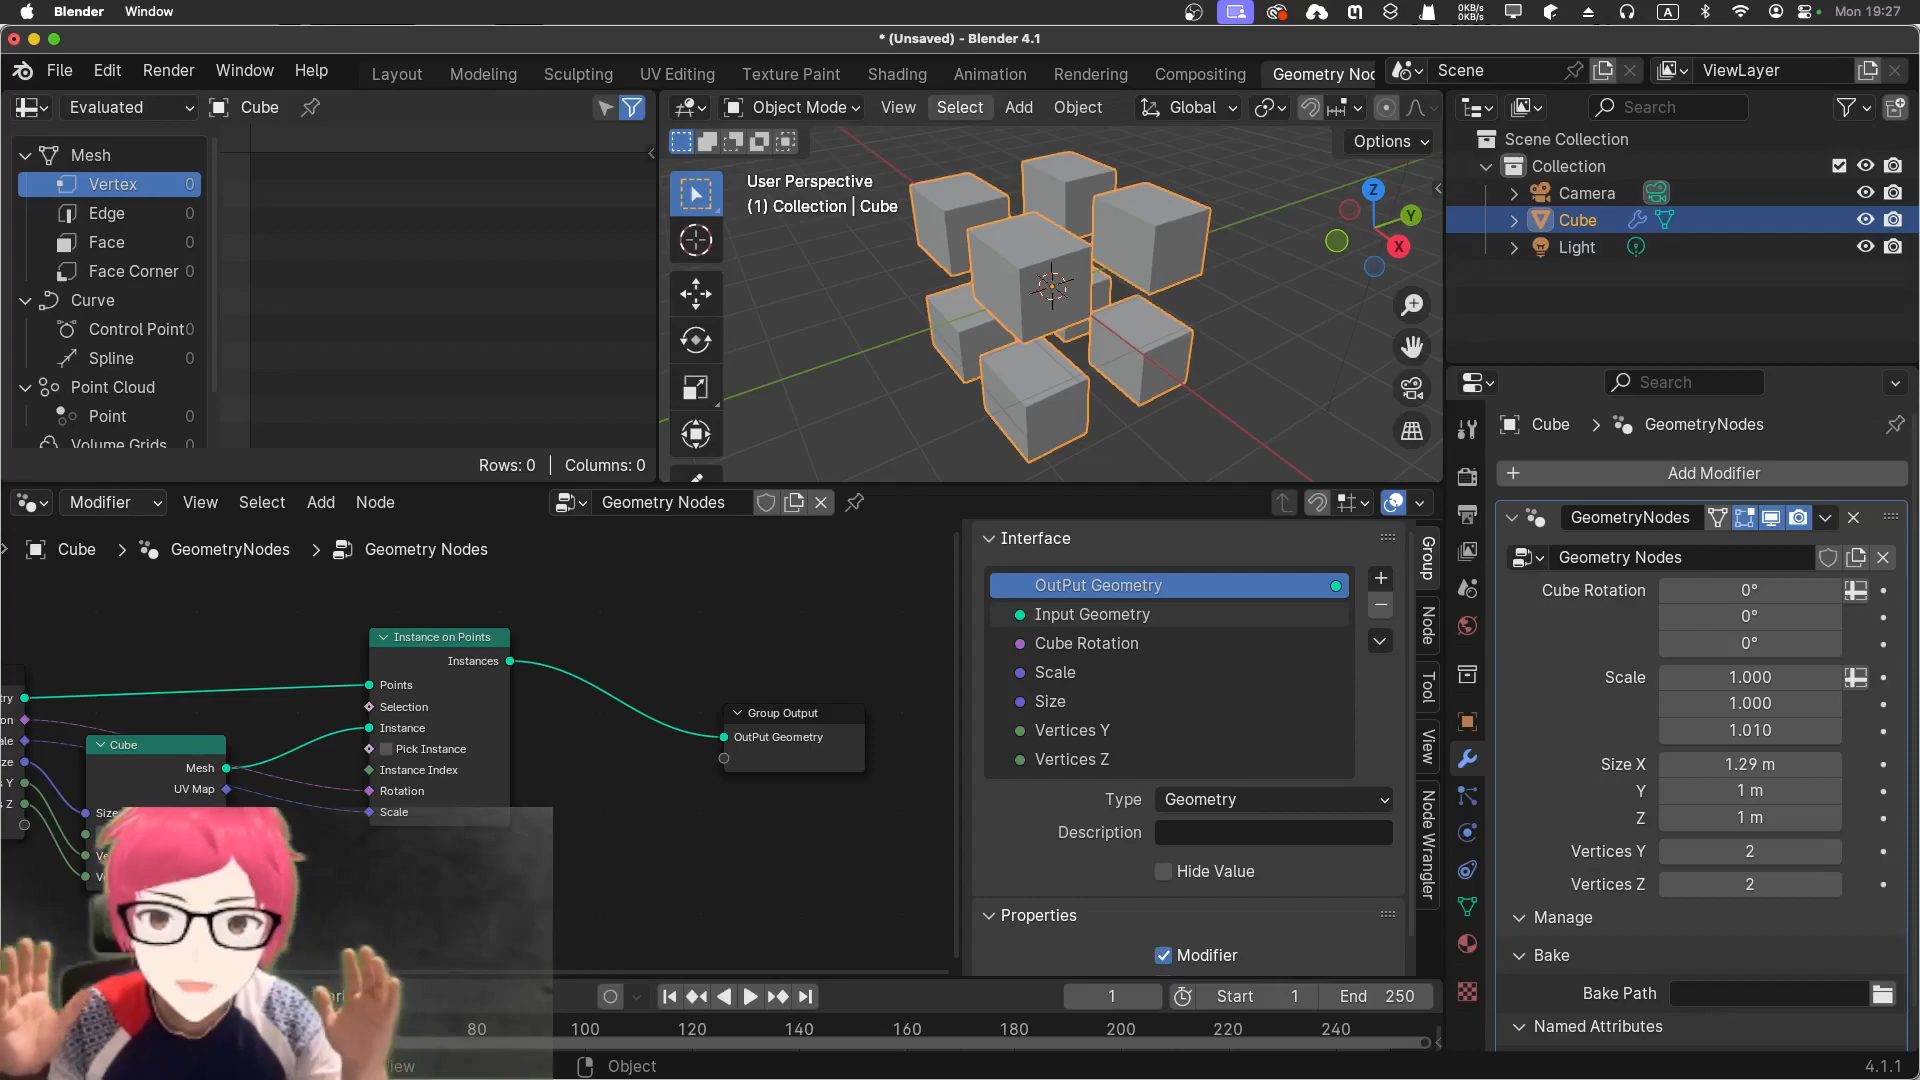 Blender Window
0KB/s
0KB/s
A
Mon 19:27
* (Unsaved) - Blender 4.1
File Edit Render Window Help
Layout Modeling Sculpting UV Editing Texture Paint Shading Animation Rendering Compositing Geometry Noc
Scene
ViewLayer
Evaluated
Cube
Object Mode View Select Add Object Global
Search
Options
Mesh
Vertex 0
Edge 0
Face 0
Face Corner 0
Curve
Control Point 0
Spline 0
Point Cloud
Point 0
Volume Grids
Rows: 0 | Columns: 0
User Perspective
(1) Collection | Cube
Z
Y
X
Scene Collection
Collection
Camera
Cube
Light
Search
Cube > GeometryNodes
Add Modifier
GeometryNodes
Geometry Nodes
Cube Rotation 0°
0°
0°
Scale 1.000
1.000
1.010
Size X 1.29 m
Y 1 m
Z 1 m
Vertices Y 2
Vertices Z 2
Manage
Bake
Bake Path
Named Attributes
Modifier View Select Add Node
Geometry Nodes
Cube > GeometryNodes > Geometry Nodes
Instance on Points
Instances
Points
Selection
Instance
Pick Instance
Instance Index
Rotation
Scale
Group Output
OutPut Geometry
Cube
Mesh
UV Map
Size
Interface
OutPut Geometry
Input Geometry
Cube Rotation
Scale
Size
Vertices Y
Vertices Z
Type Geometry
Description
Hide Value
Properties
Modifier
Group
Node
Tool
View
Node Wrangler
1
Start 1 End 250
80 100 120 140 160 180 200 220 240
Object
4.1.1